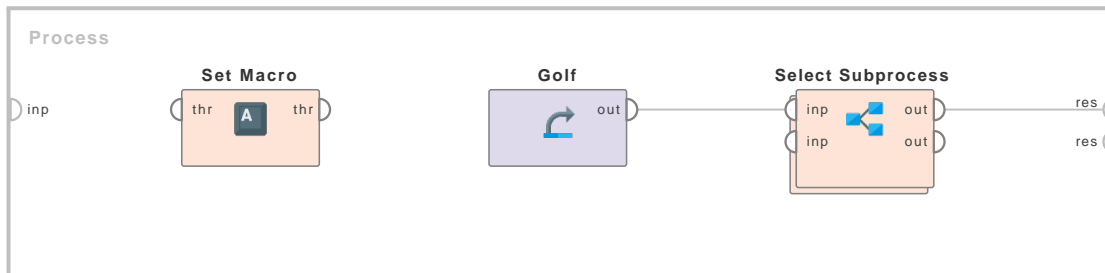 Process
Set Macro
Golf
Select Subprocess
inp
thr
A
thr
out
inp
out
res
inp
out
res